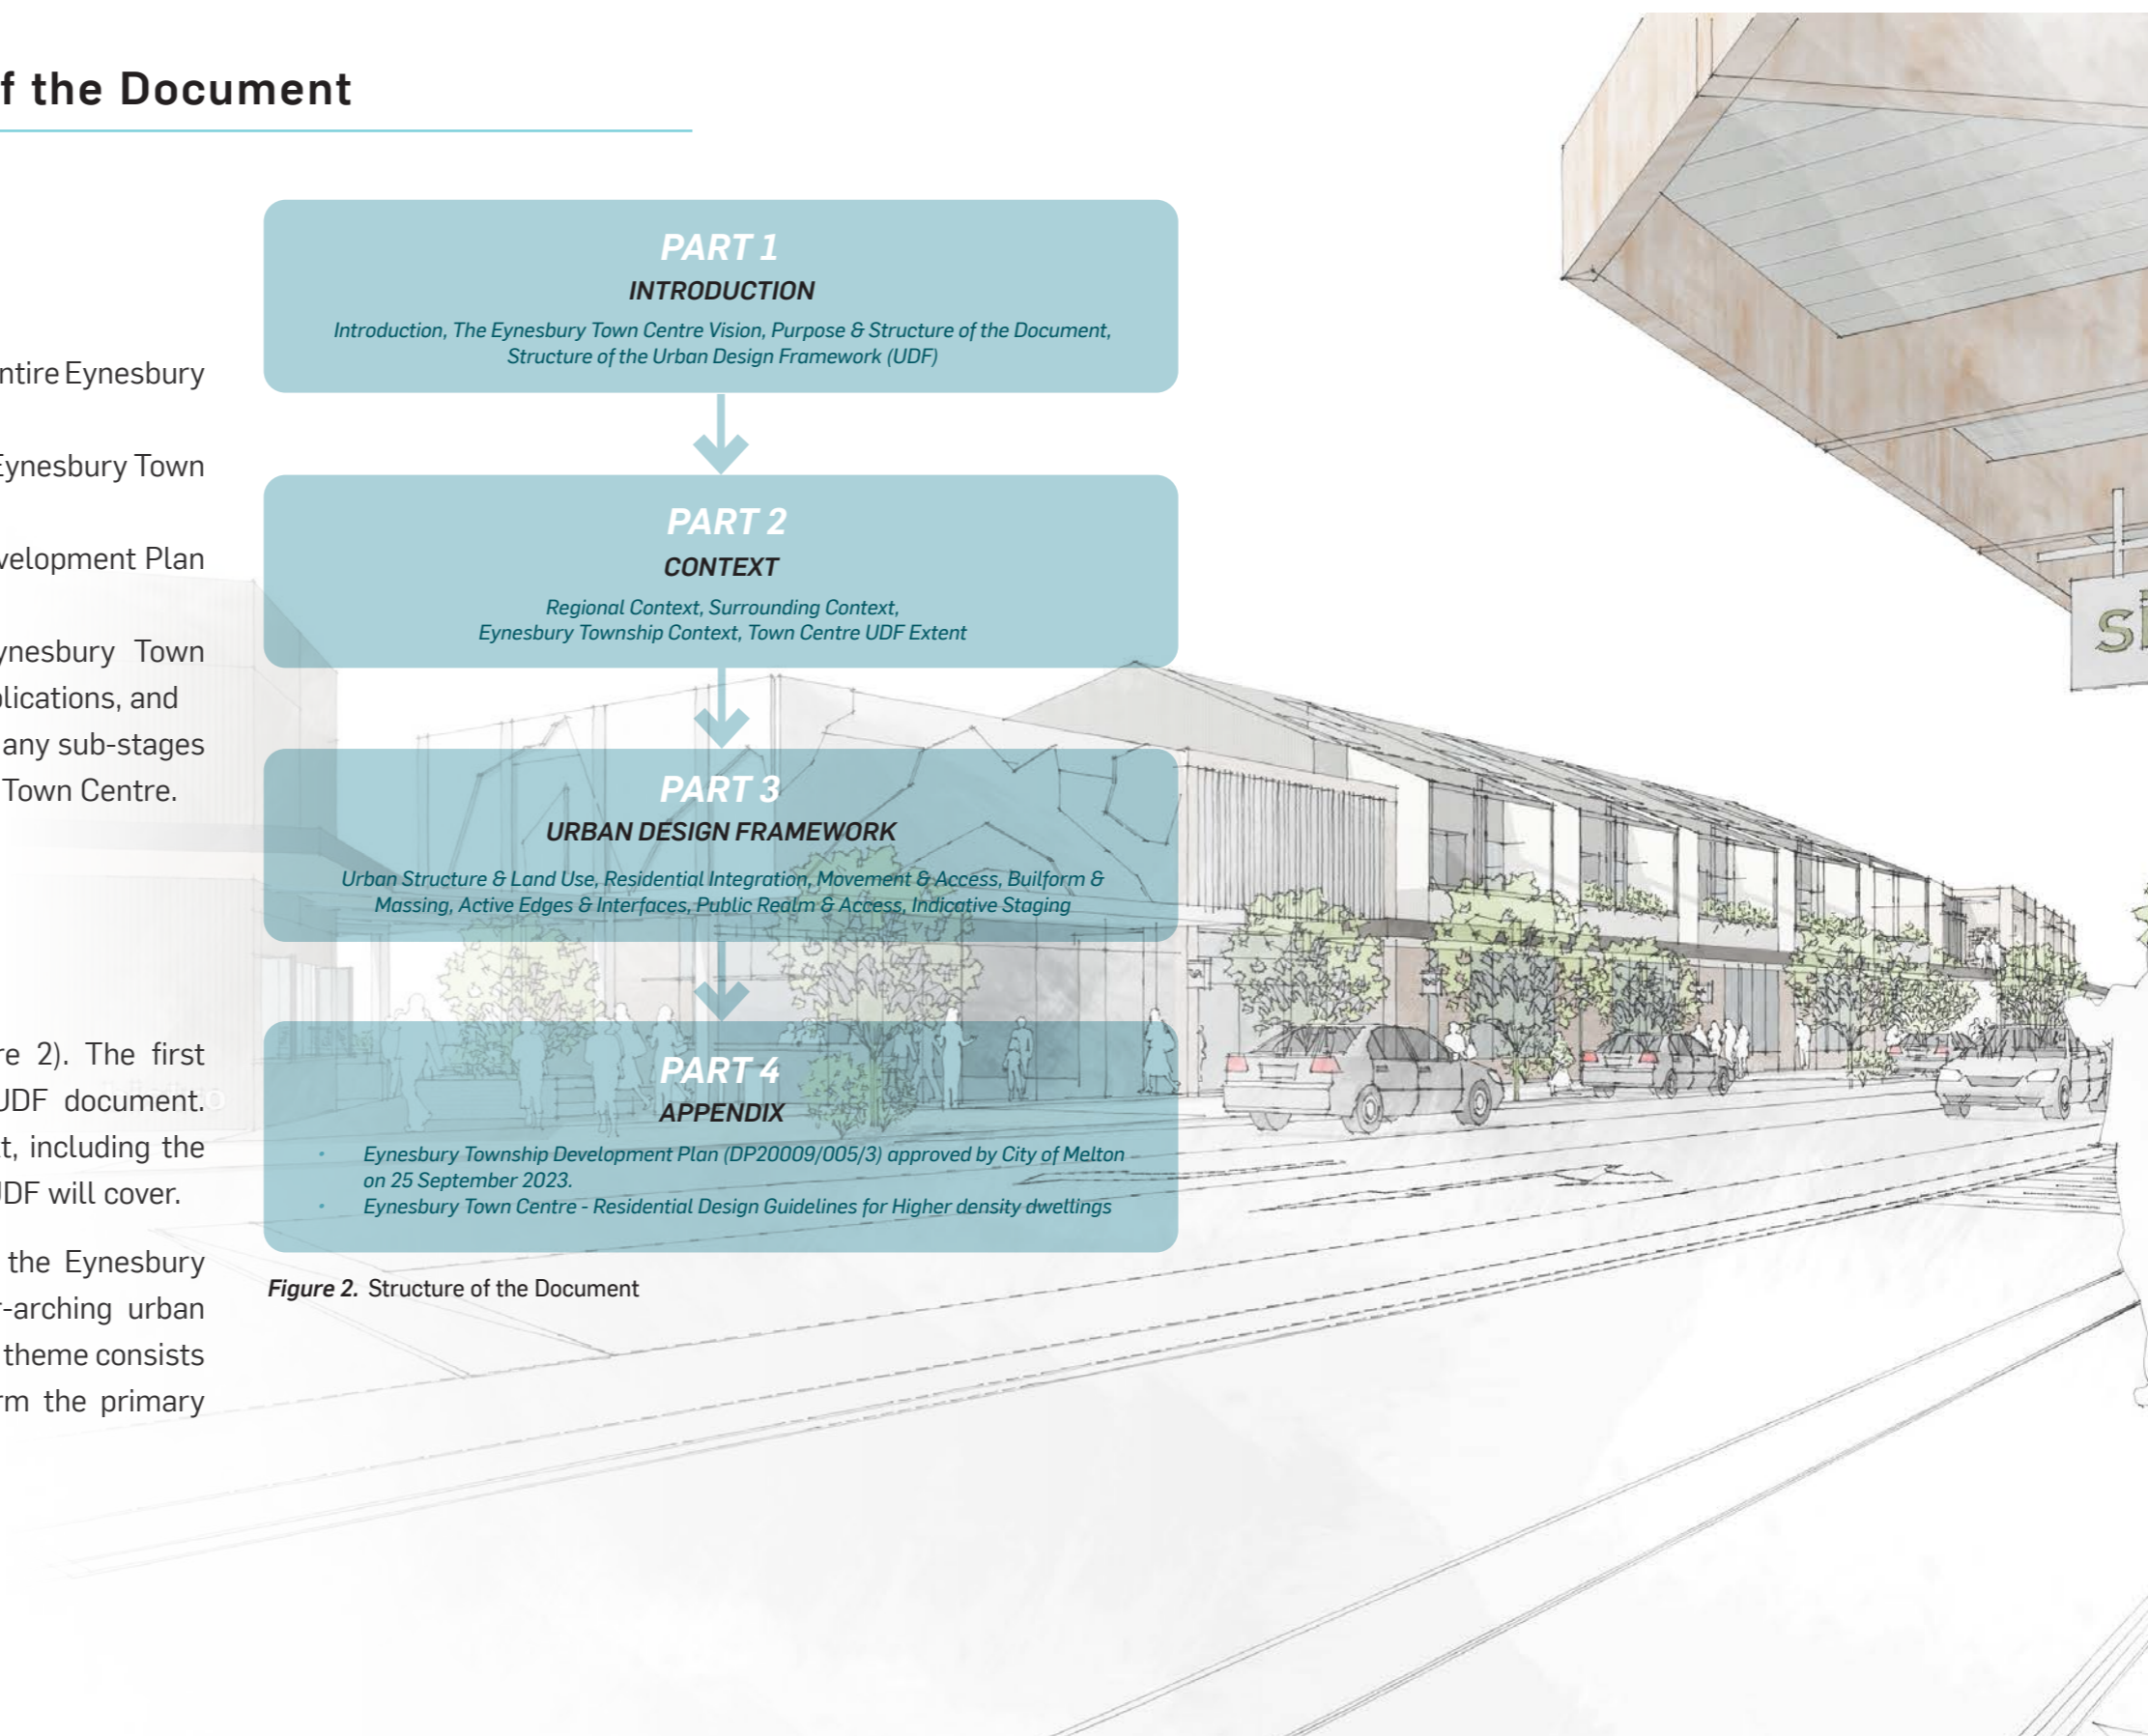 f the Document
ntire Eynesbury
Eynesbury Town
velopment Plan
ynesbury Town
plications, and
any sub-stages
Town Centre.
re 2). The first
UDF document.
t, including the
UDF will cover.
the Eynesbury
r-arching urban
theme consists
rm the primary
PART 1
INTRODUCTION
Introduction, The Eynesbury Town Centre Vision, Purpose & Structure of the Document,
Structure of the Urban Design Framework (UDF)
PART 2
CONTEXT
Regional Context, Surrounding Context,
Eynesbury Township Context, Town Centre UDF Extent
PART 3
URBAN DESIGN FRAMEWORK
Urban Structure & Land Use, Residential Integration, Movement & Access, Builform &
Massing, Active Edges & Interfaces, Public Realm & Access, Indicative Staging
PART 4
APPENDIX
• Eynesbury Township Development Plan (DP20009/005/3) approved by City of Melton
on 25 September 2023.
• Eynesbury Town Centre - Residential Design Guidelines for Higher density dwellings
Figure 2. Structure of the Document